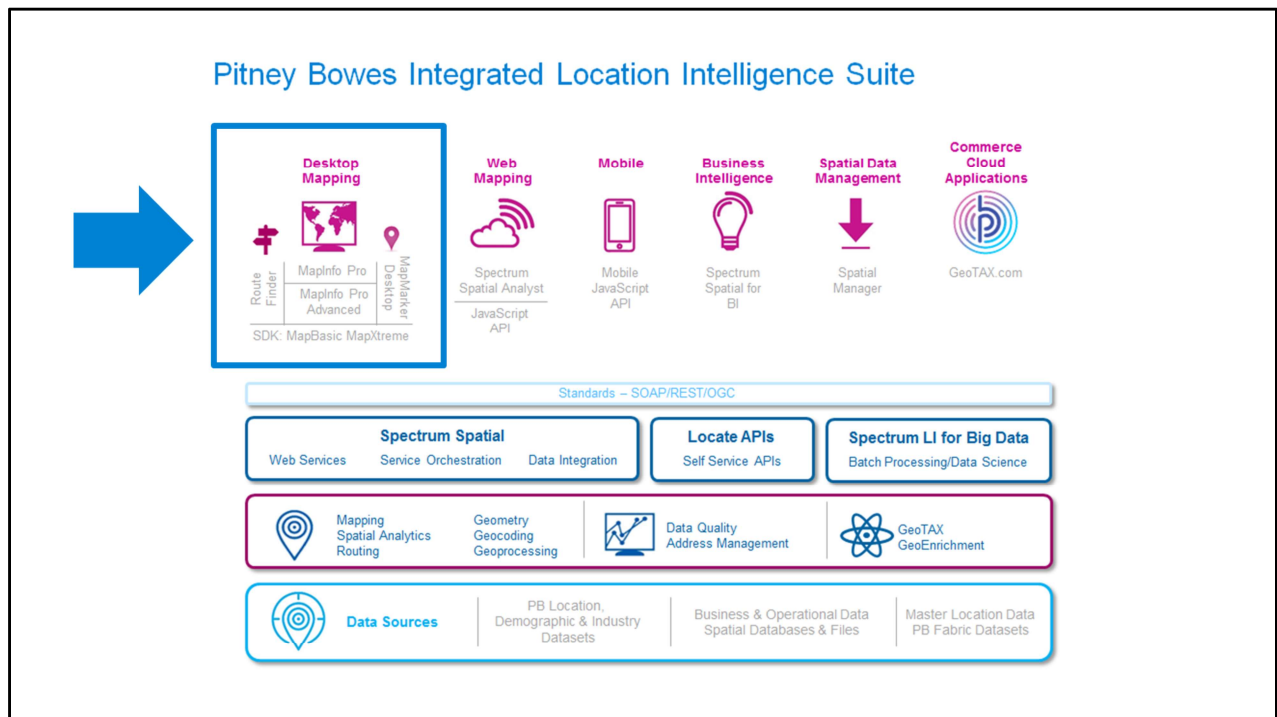 Pitney Bowes Integrated Location Intelligence Suite
Desktop
Mapping
Route
Finder
MapInfo Pro
MapInfo Pro
Advanced
MapMarker
Desktop
SDK: MapBasic MapXtreme
Web
Mapping
Spectrum
Spatial Analyst
JavaScript
API
Mobile
Mobile
JavaScript
API
Business
Intelligence
Spectrum
Spatial for
BI
Spatial Data
Management
Spatial
Manager
Commerce
Cloud
Applications
bp
GeoTAX.com
Standards – SOAP/REST/OGC
Spectrum Spatial
Web Services Service Orchestration Data Integration
Locate APIs
Self Service APIs
Spectrum LI for Big Data
Batch Processing/Data Science
Mapping
Spatial Analytics
Routing
Geometry
Geocoding
Geoprocessing
Data Quality
Address Management
GeoTAX
GeoEnrichment
Data Sources
PB Location,
Demographic & Industry
Datasets
Business & Operational Data
Spatial Databases & Files
Master Location Data
PB Fabric Datasets